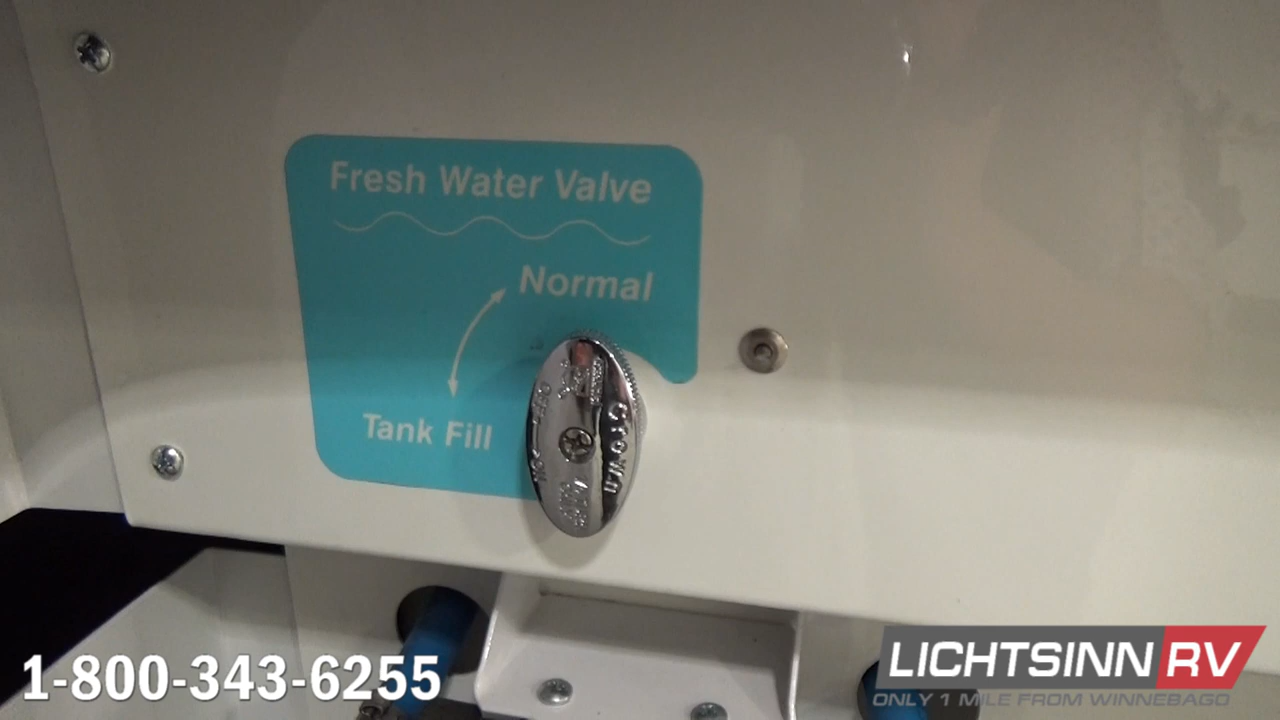 Fresh Water Valve
Normal
Tank Fill
Crown
1-800-343-6255
LICHTSINN RV
ONLY 1 MILE FROM WINNEBAGO